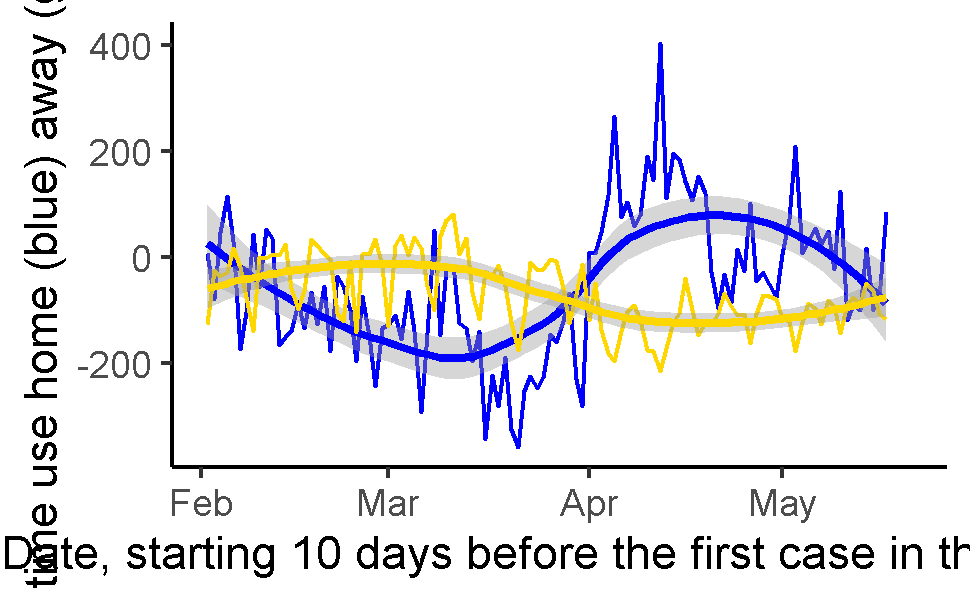 time use home (blue) away (
400
200
0
-200
Feb Mar Apr May
Date, starting 10 days before the first case in th